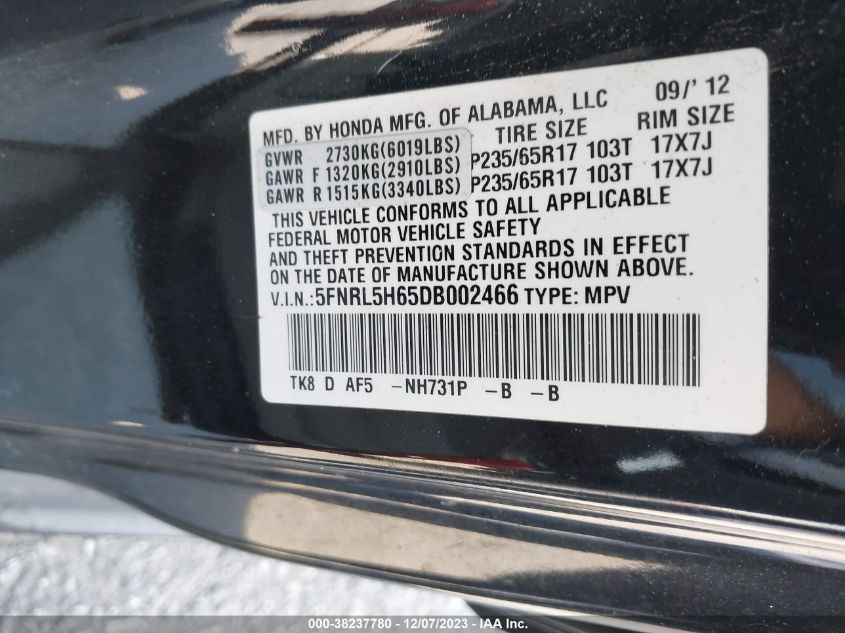 MFD. BY HONDA MFG. OF ALABAMA, LLC 09/' 12
TIRE SIZE RIM SIZE
GVWR 2730KG(6019LBS)
GAWR F 1320KG(2910LBS) P235/65R17 103T 17X7J
GAWR R 1515KG(3340LBS) P235/65R17 103T 17X7J
THIS VEHICLE CONFORMS TO ALL APPLICABLE
FEDERAL MOTOR VEHICLE SAFETY
AND THEFT PREVENTION STANDARDS IN EFFECT
ON THE DATE OF MANUFACTURE SHOWN ABOVE.
V.I.N.:5FNRL5H65DB002466 TYPE: MPV
TK8 D AF5 -NH731P -B -B
000-38237780 - 12/07/2023 - IAA Inc.